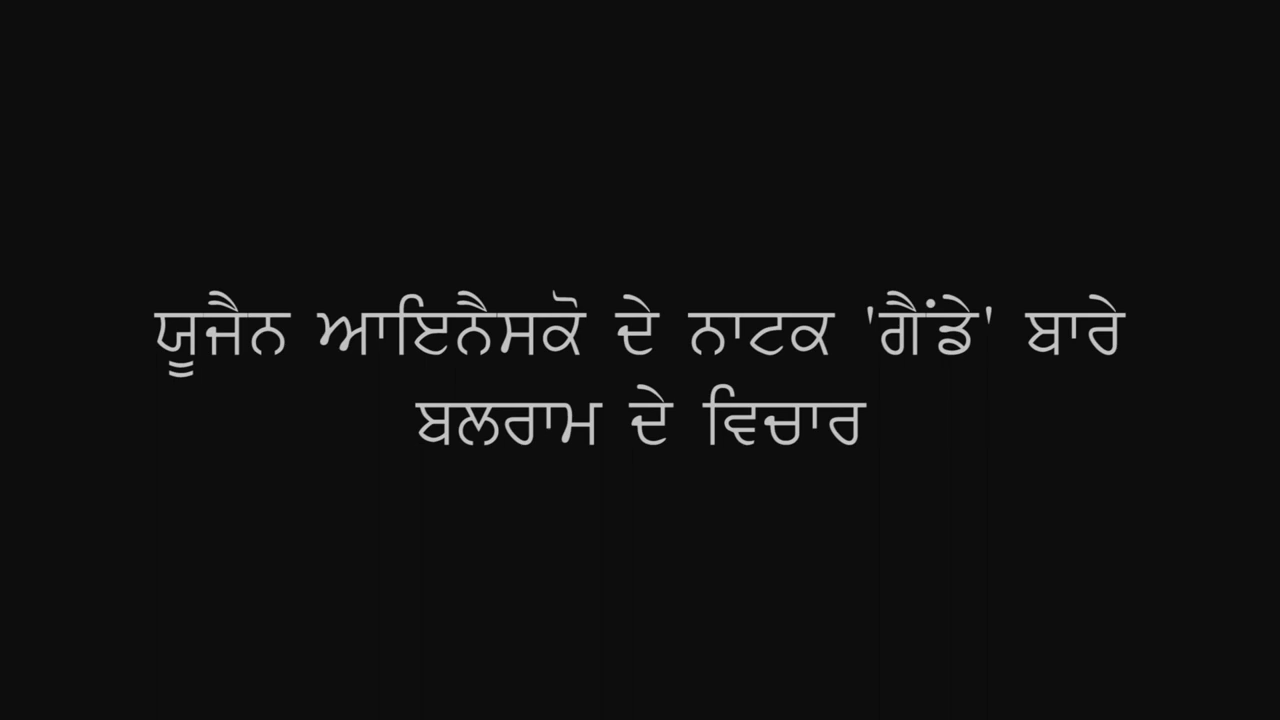 ਯੂਜੈਨ ਆਇਨੈਸਕੋ ਦੇ ਨਾਟਕ 'ਗੈਂਡੇ' ਬਾਰੇ
ਬਲਰਾਮ ਦੇ ਵਿਚਾਰ